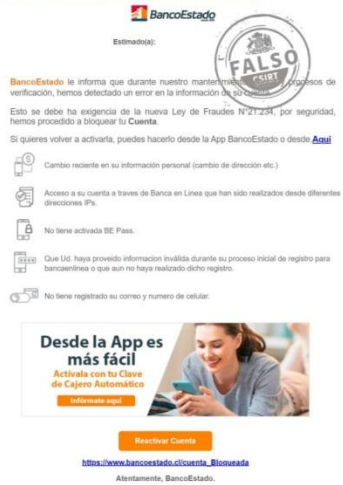 BancoEstado
Estimado(a):
FALSO
CSIRT
BancoEstado le informa que durante nuestro mantenimiento y procesos de
verificación, hemos detectado un error en la información de su cuenta.
Esto se debe ha exigencia de la nueva Ley de Fraudes N°21.234, por seguridad,
hemos procedido a bloquear tu Cuenta.
Si quieres volver a activarla, puedes hacerlo desde la App BancoEstado o desde Aquí
Cambio reciente en su información personal (cambio de dirección etc.)
Acceso a su cuenta a traves de Banca en Linea que han sido realizados desde diferentes
direcciones IPs.
No tiene activada BE Pass.
Que Ud. haya proveido informacion inválida durante su proceso inicial de registro para
bancaenlinea o que aun no haya realizado dicho registro.
No tiene registrado su correo y numero de celular.
Desde la App es
más fácil
Actívala con tu Clave
de Cajero Automático
Infórmate aquí
Reactivar Cuenta
https://www.bancoestado.cl/cuenta_Bloqueada
Atentamente, BancoEstado.